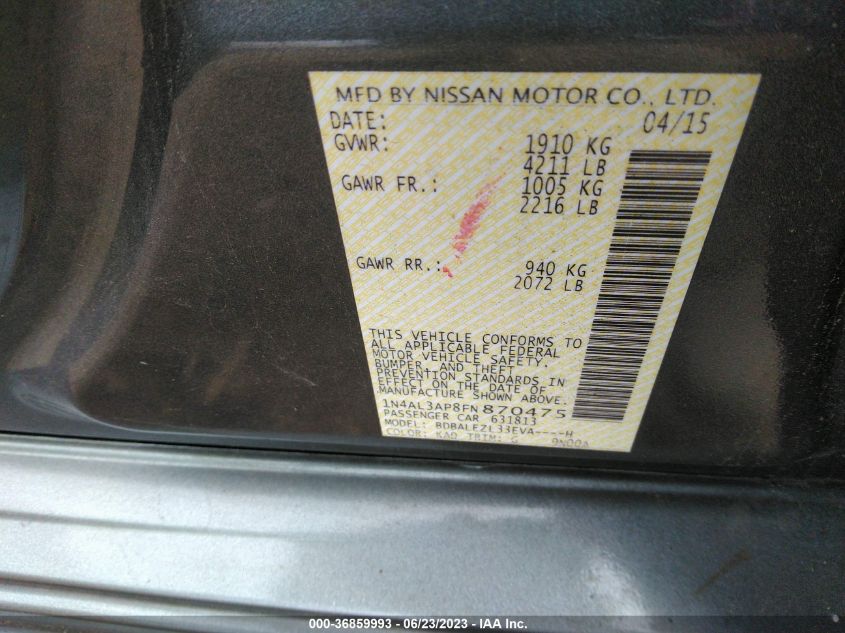 MFD BY NISSAN MOTOR CO., LTD.
DATE: 04/15
GVWR: 1910 KG
4211 LB
GAWR FR.: 1005 KG
2216 LB
GAWR RR.: 940 KG
2072 LB
THIS VEHICLE CONFORMS TO
ALL APPLICABLE FEDERAL
MOTOR VEHICLE SAFETY,
BUMPER, AND THEFT
PREVENTION STANDARDS IN
EFFECT ON THE DATE OF
MANUFACTURE SHOWN ABOVE.
1N4AL3AP8FN870475
PASSENGER CAR 631813
MODEL: BDBALEZL33EVA----H
COLOR: KAD TRIM: G
000-36859993 - 06/23/2023 - IAA Inc.